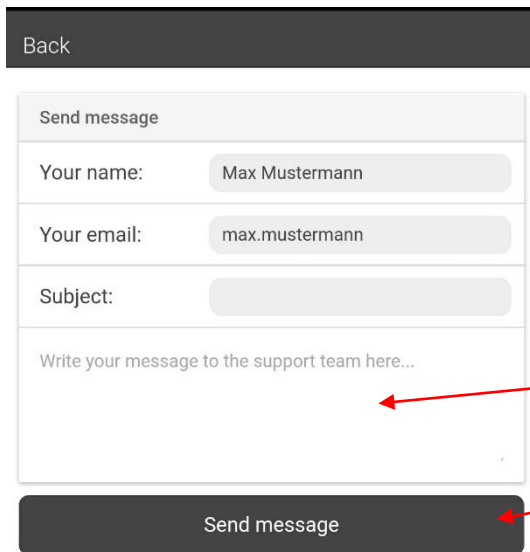 Back
Send message
Your name: Max Mustermann
Your email: max.mustermann
Subject:
Write your message to the support team here...
Send message